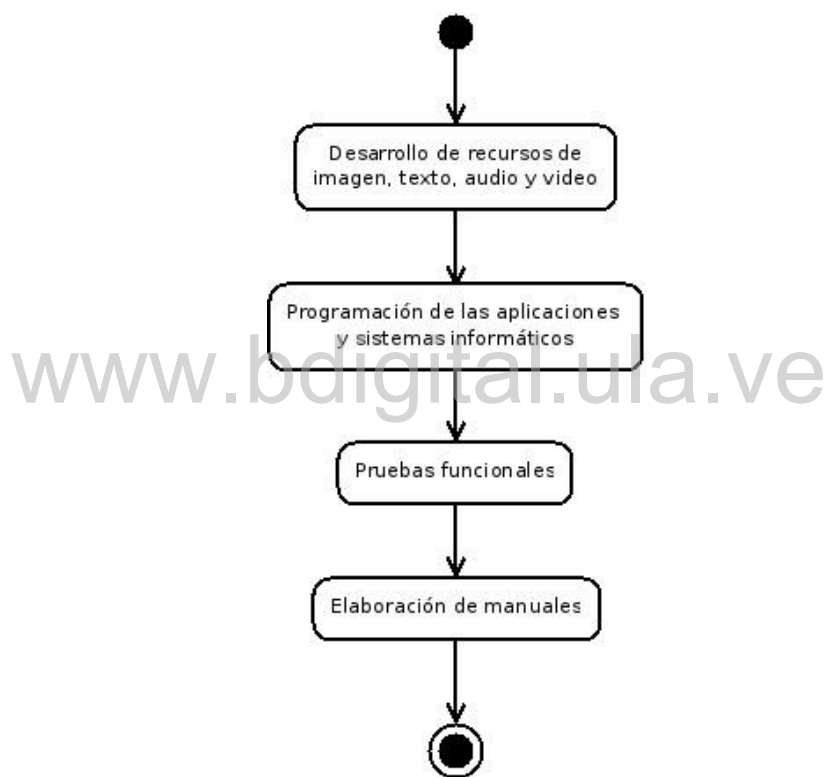 Desarrollo de recursos de
imagen, texto, audio y video
Programación de las aplicaciones
y sistemas informáticos
www.bdigital.ula.ve
Pruebas funcionales
Elaboración de manuales